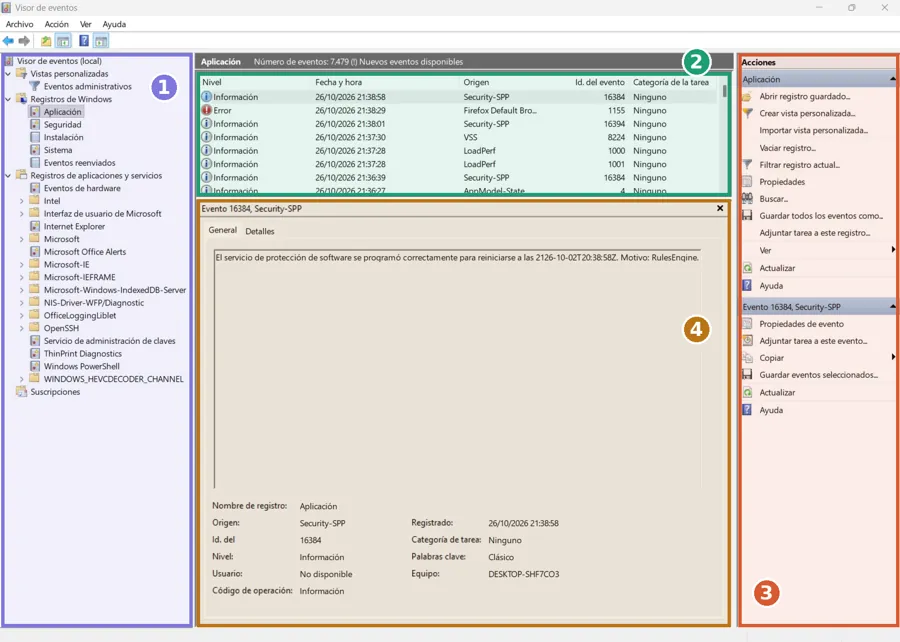 Visor de eventos
Archivo Acción Ver Ayuda
Visor de eventos (local)
Vistas personalizadas
Eventos administrativos
Registros de Windows
Aplicación
Seguridad
Instalación
Sistema
Eventos reenviados
Registros de aplicaciones y servicios
Eventos de hardware
Intel
Interfaz de usuario de Microsoft
Internet Explorer
Microsoft
Microsoft Office Alerts
Microsoft-IE
Microsoft-IEFRAME
Microsoft-Windows-IndexedDB-Server
NIS-Driver-WFP/Diagnostic
OfficeLoggingLiblet
OpenSSH
Servicio de administración de claves
ThinPrint Diagnostics
Windows PowerShell
WINDOWS_HEVCDECODER_CHANNEL
Suscripciones
1
Aplicación Número de eventos: 7.479 (!) Nuevos eventos disponibles
2
Nivel Fecha y hora Origen Id. del evento Categoría de la tarea
Información 26/10/2026 21:38:58 Security-SPP 16384 Ninguno
Error 26/10/2026 21:38:29 Firefox Default Bro... 1155 Ninguno
Información 26/10/2026 21:38:01 Security-SPP 16394 Ninguno
Información 26/10/2026 21:37:30 VSS 8224 Ninguno
Información 26/10/2026 21:37:28 LoadPerf 1000 Ninguno
Información 26/10/2026 21:37:28 LoadPerf 1001 Ninguno
Información 26/10/2026 21:36:39 Security-SPP 16384 Ninguno
Información 26/10/2026 21:36:27 AppModel-State 4 Ninguno
Evento 16384, Security-SPP
General Detalles
El servicio de protección de software se programó correctamente para reiniciarse a las 2126-10-02T20:38:58Z. Motivo: RulesEngine.
4
Nombre de registro: Aplicación
Origen: Security-SPP Registrado: 26/10/2026 21:38:58
Id. del 16384 Categoría de tarea: Ninguno
Nivel: Información Palabras clave: Clásico
Usuario: No disponible Equipo: DESKTOP-SHF7CO3
Código de operación: Información
Acciones
Aplicación
Abrir registro guardado...
Crear vista personalizada...
Importar vista personalizada...
Vaciar registro...
Filtrar registro actual...
Propiedades
Buscar...
Guardar todos los eventos como...
Adjuntar tarea a este registro...
Ver
Actualizar
Ayuda
Evento 16384, Security-SPP
Propiedades de evento
Adjuntar tarea a este evento...
Copiar
Guardar eventos seleccionados...
Actualizar
Ayuda
3